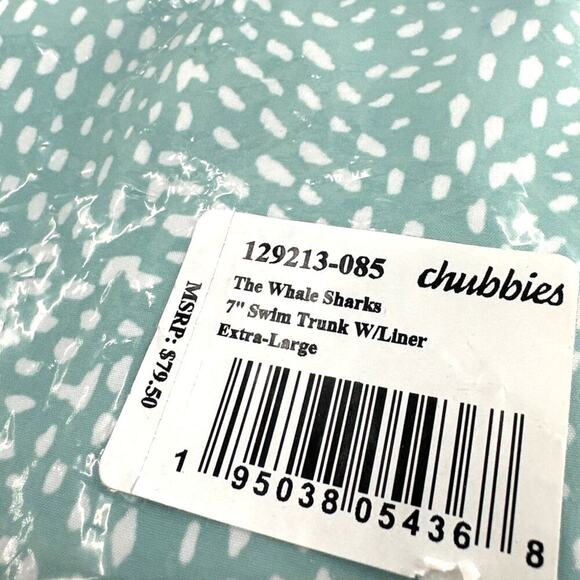 129213-085
chubbies
The Whale Sharks
7" Swim Trunk W/Liner
Extra-Large
MSRP: $79.50
1 95038 05436 8